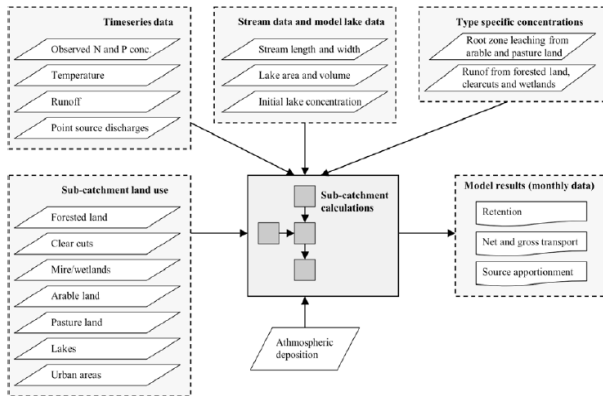 Timeseries data
Observed N and P conc.
Temperature
Runoff
Point source discharges
Stream data and model lake data
Stream length and width
Lake area and volume
Initial lake concentration
Type specific concentrations
Root zone leaching from
arable and pasture land
Runof from forested land,
clearcuts and wetlands
Sub-catchment land use
Forested land
Clear cuts
Mire/wetlands
Arable land
Pasture land
Lakes
Urban areas
Sub-catchment
calculations
Athmospheric
deposition
Model results (monthly data)
Retention
Net and gross transport
Source apportionment